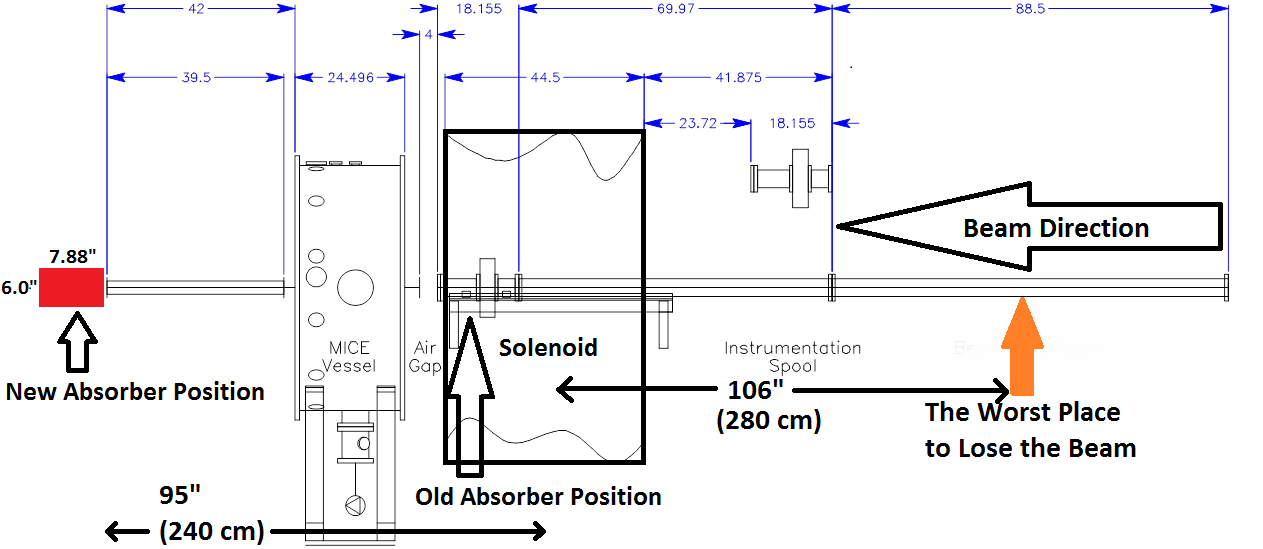 42
18.155
69.97
88.5
4
39.5
24.496
44.5
41.875
23.72
18.155
Beam Direction
7.88"
6.0"
MICE
Vessel
Air
Gap
Solenoid
Instrumentation
Spool
New Absorber Position
106"
(280 cm)
The Worst Place
to Lose the Beam
Old Absorber Position
95"
(240 cm)